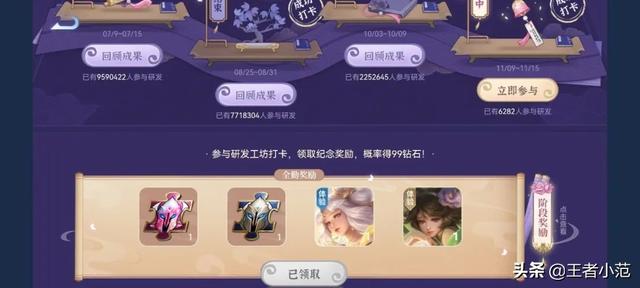 结束
成功打卡
中
成功打卡
07/9~07/15
回顾成果
已有9590422人参与研发
08/25~08/31
回顾成果
已有7718304人参与研发
10/03~10/09
回顾成果
已有2252645人参与研发
11/09~11/15
立即参与
已有6282人参与研发
·参与研发工坊打卡，领取纪念奖励，概率得99钻石！·
全勤奖励
1
1
体验
1
体验
1
阶段奖励
点击查看
已领取
头条@王者小范